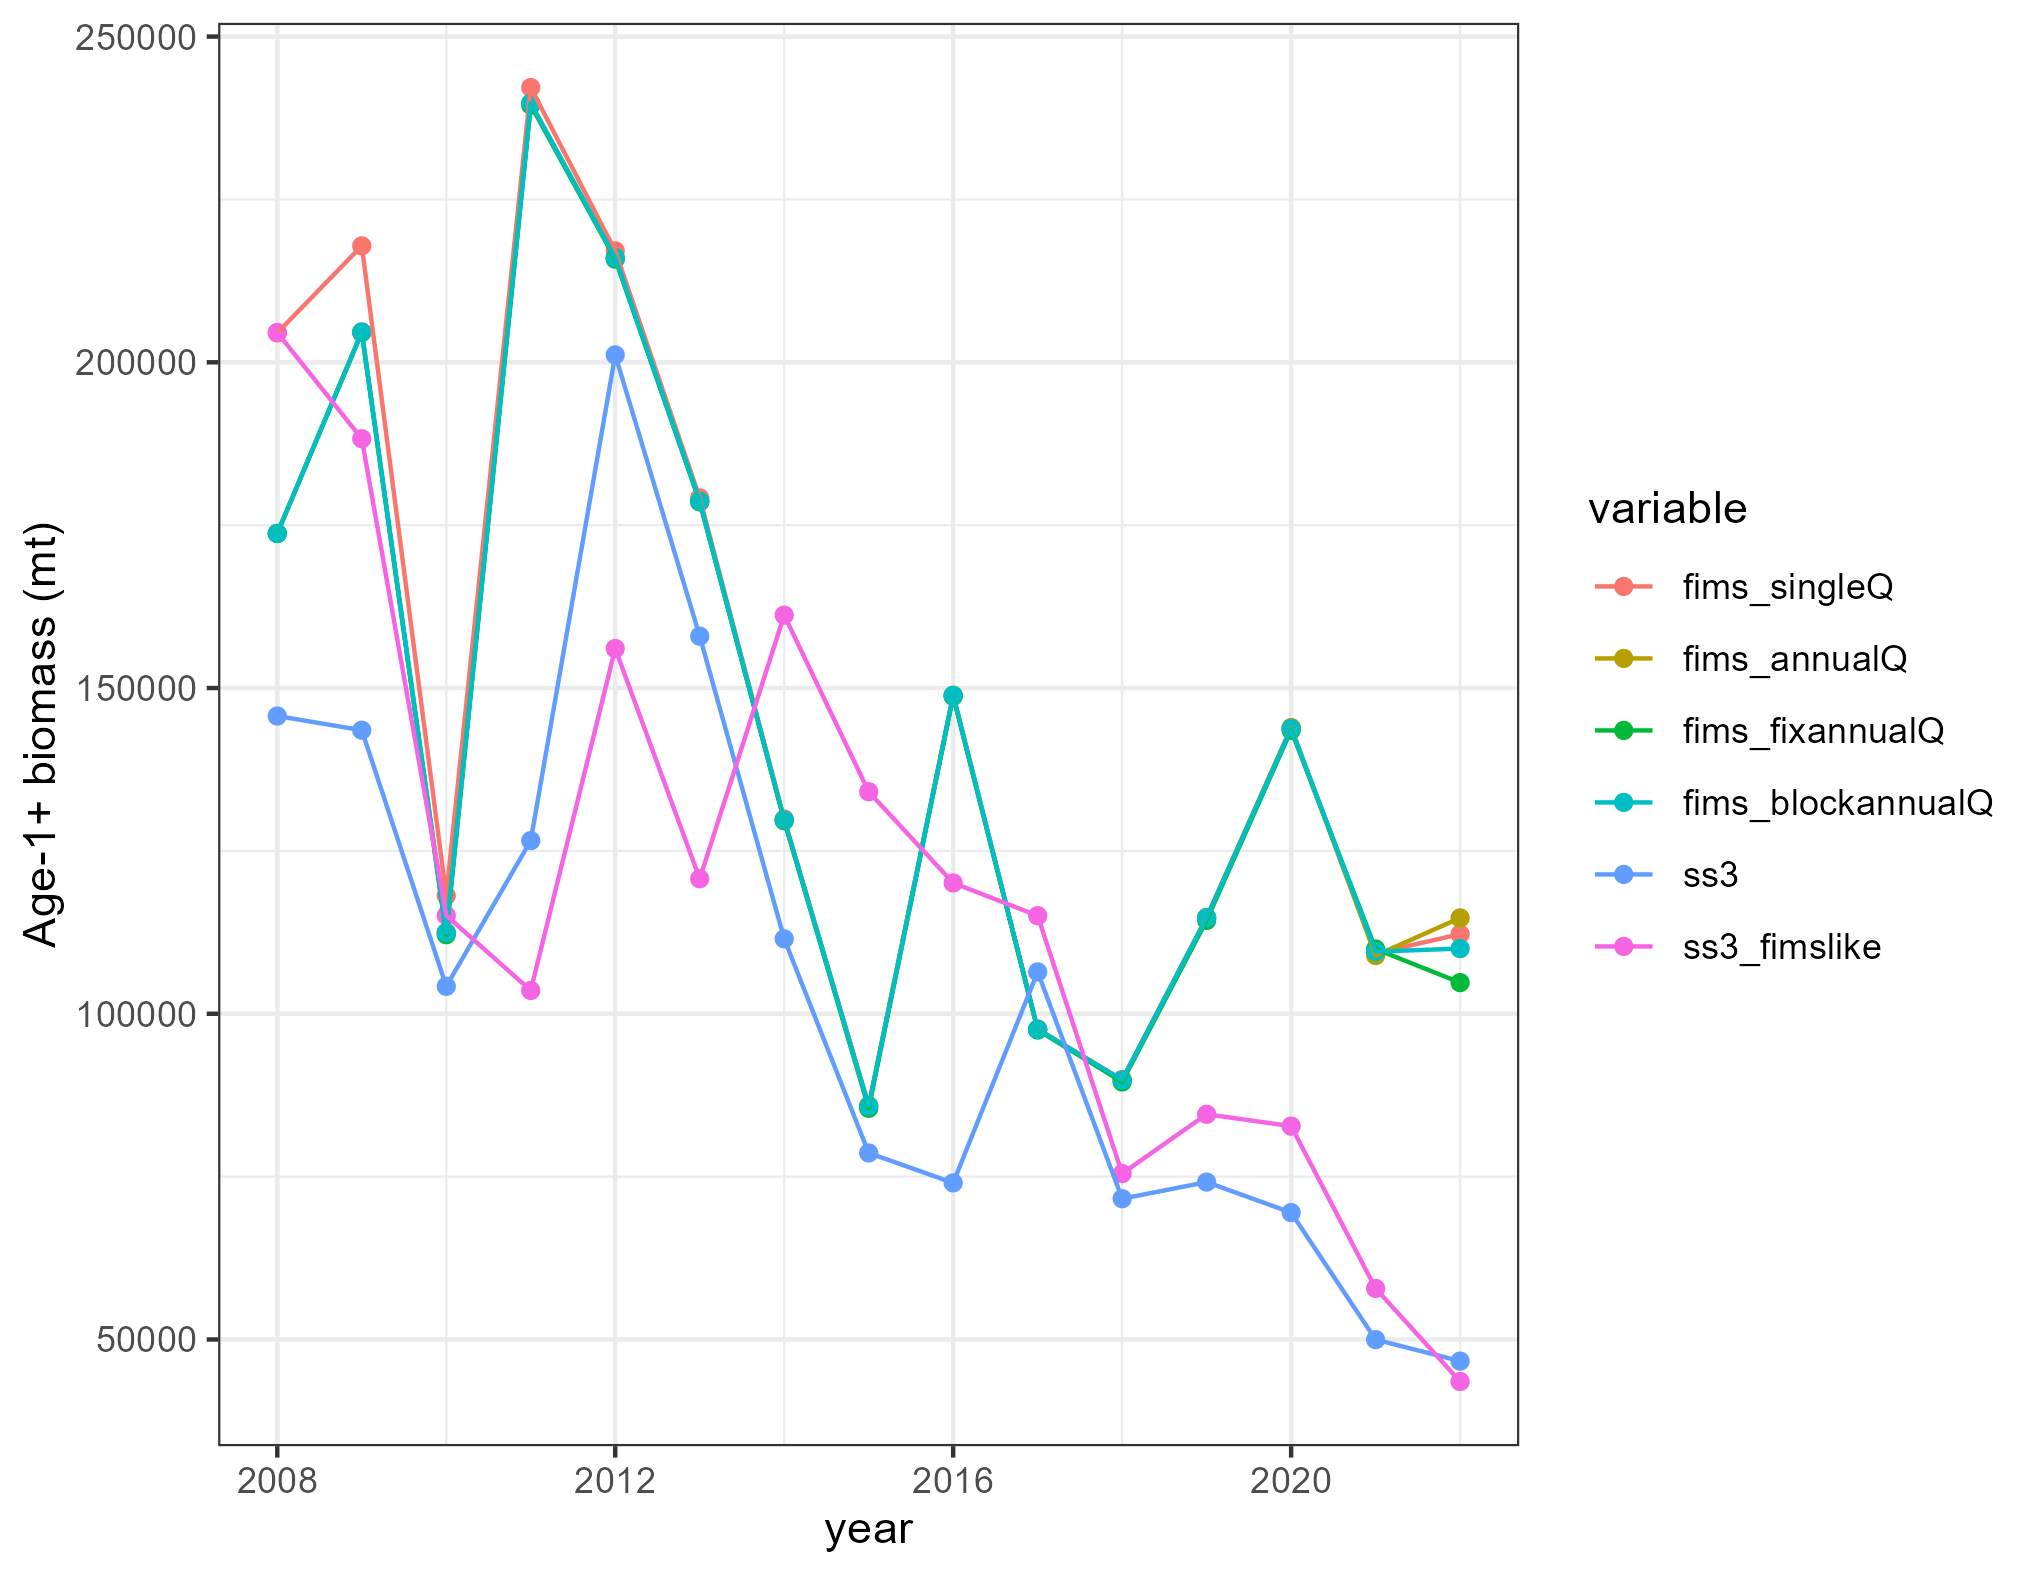 Age-1+ biomass (mt)
250000
200000
150000
100000
50000
2008 2012 2016 2020
year
variable
fims_singleQ
fims_annualQ
fims_fixannualQ
fims_blockannualQ
ss3
ss3_fimslike